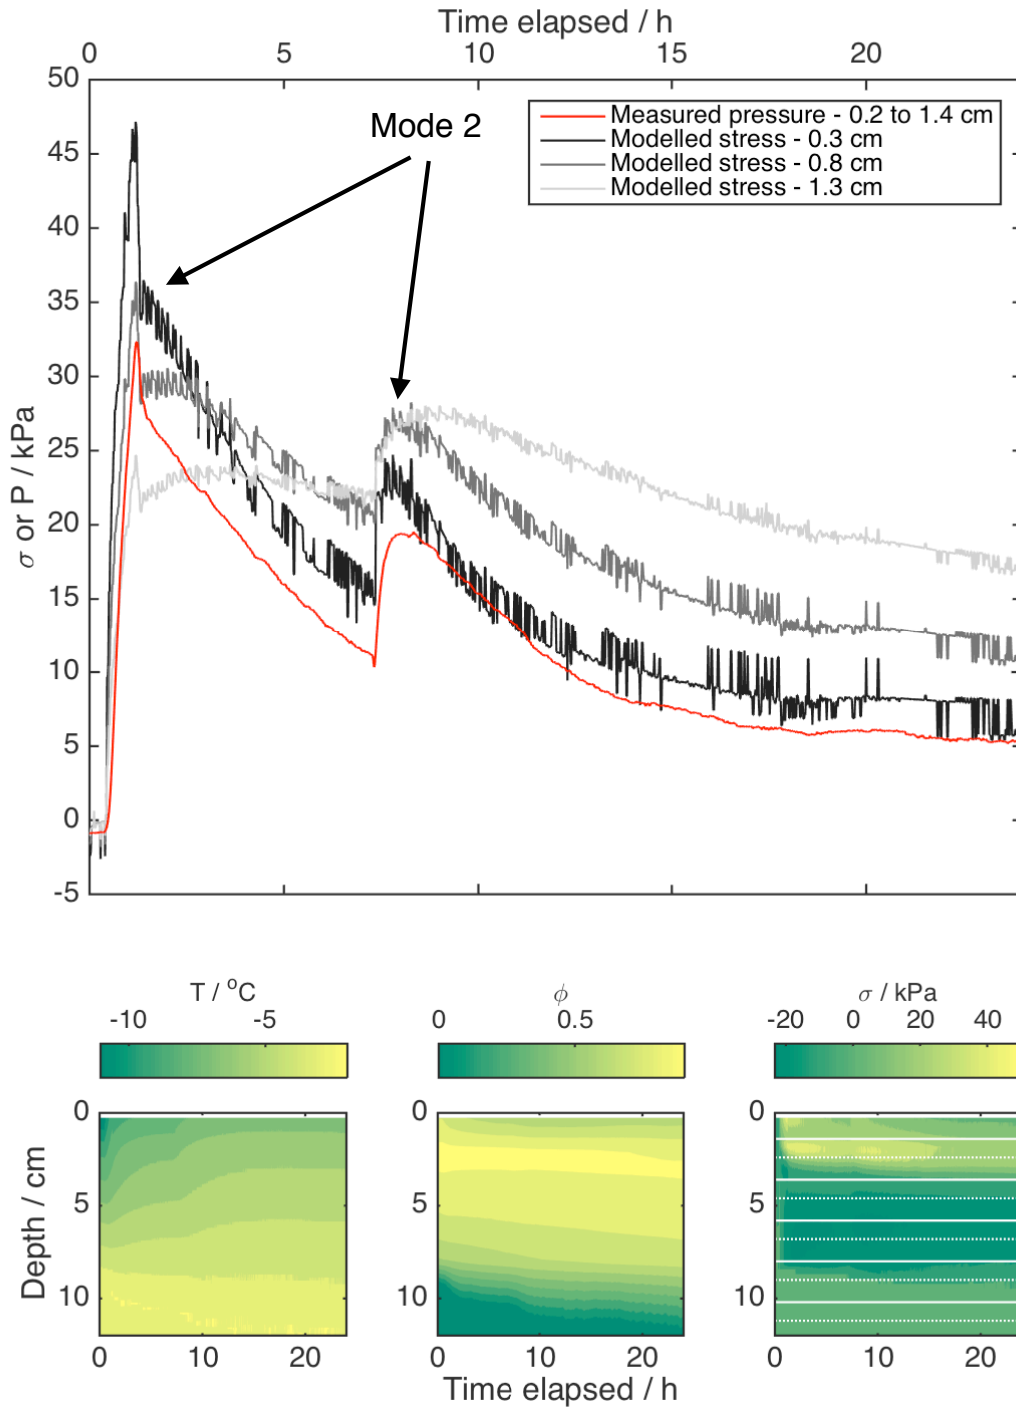 Time elapsed / h
0 5 10 15 20
50
45
40
35
30
25
20
15
10
5
0
-5
σ or P / kPa
Mode 2
Measured pressure - 0.2 to 1.4 cm
Modelled stress - 0.3 cm
Modelled stress - 0.8 cm
Modelled stress - 1.3 cm
T / °C
-10 -5
ϕ
0 0.5
σ / kPa
-20 0 20 40
Depth / cm
0
5
10
0 10 20
0
5
10
0 10 20
0
5
10
0 10 20
Time elapsed / h